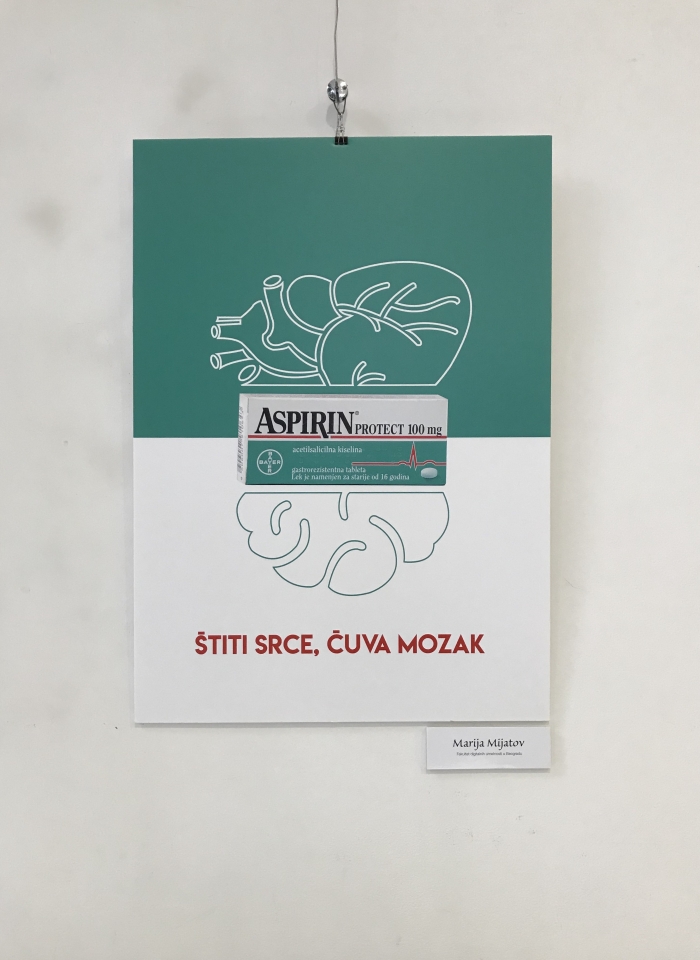 ASPIRIN® PROTECT 100 mg
acetilsalicilna kiselina
BAYER
BAYER
gastrorezistentna tableta
Lek je namenjen za starije od 16 godina
ŠTITI SRCE, ČUVA MOZAK
Marija Mijatov